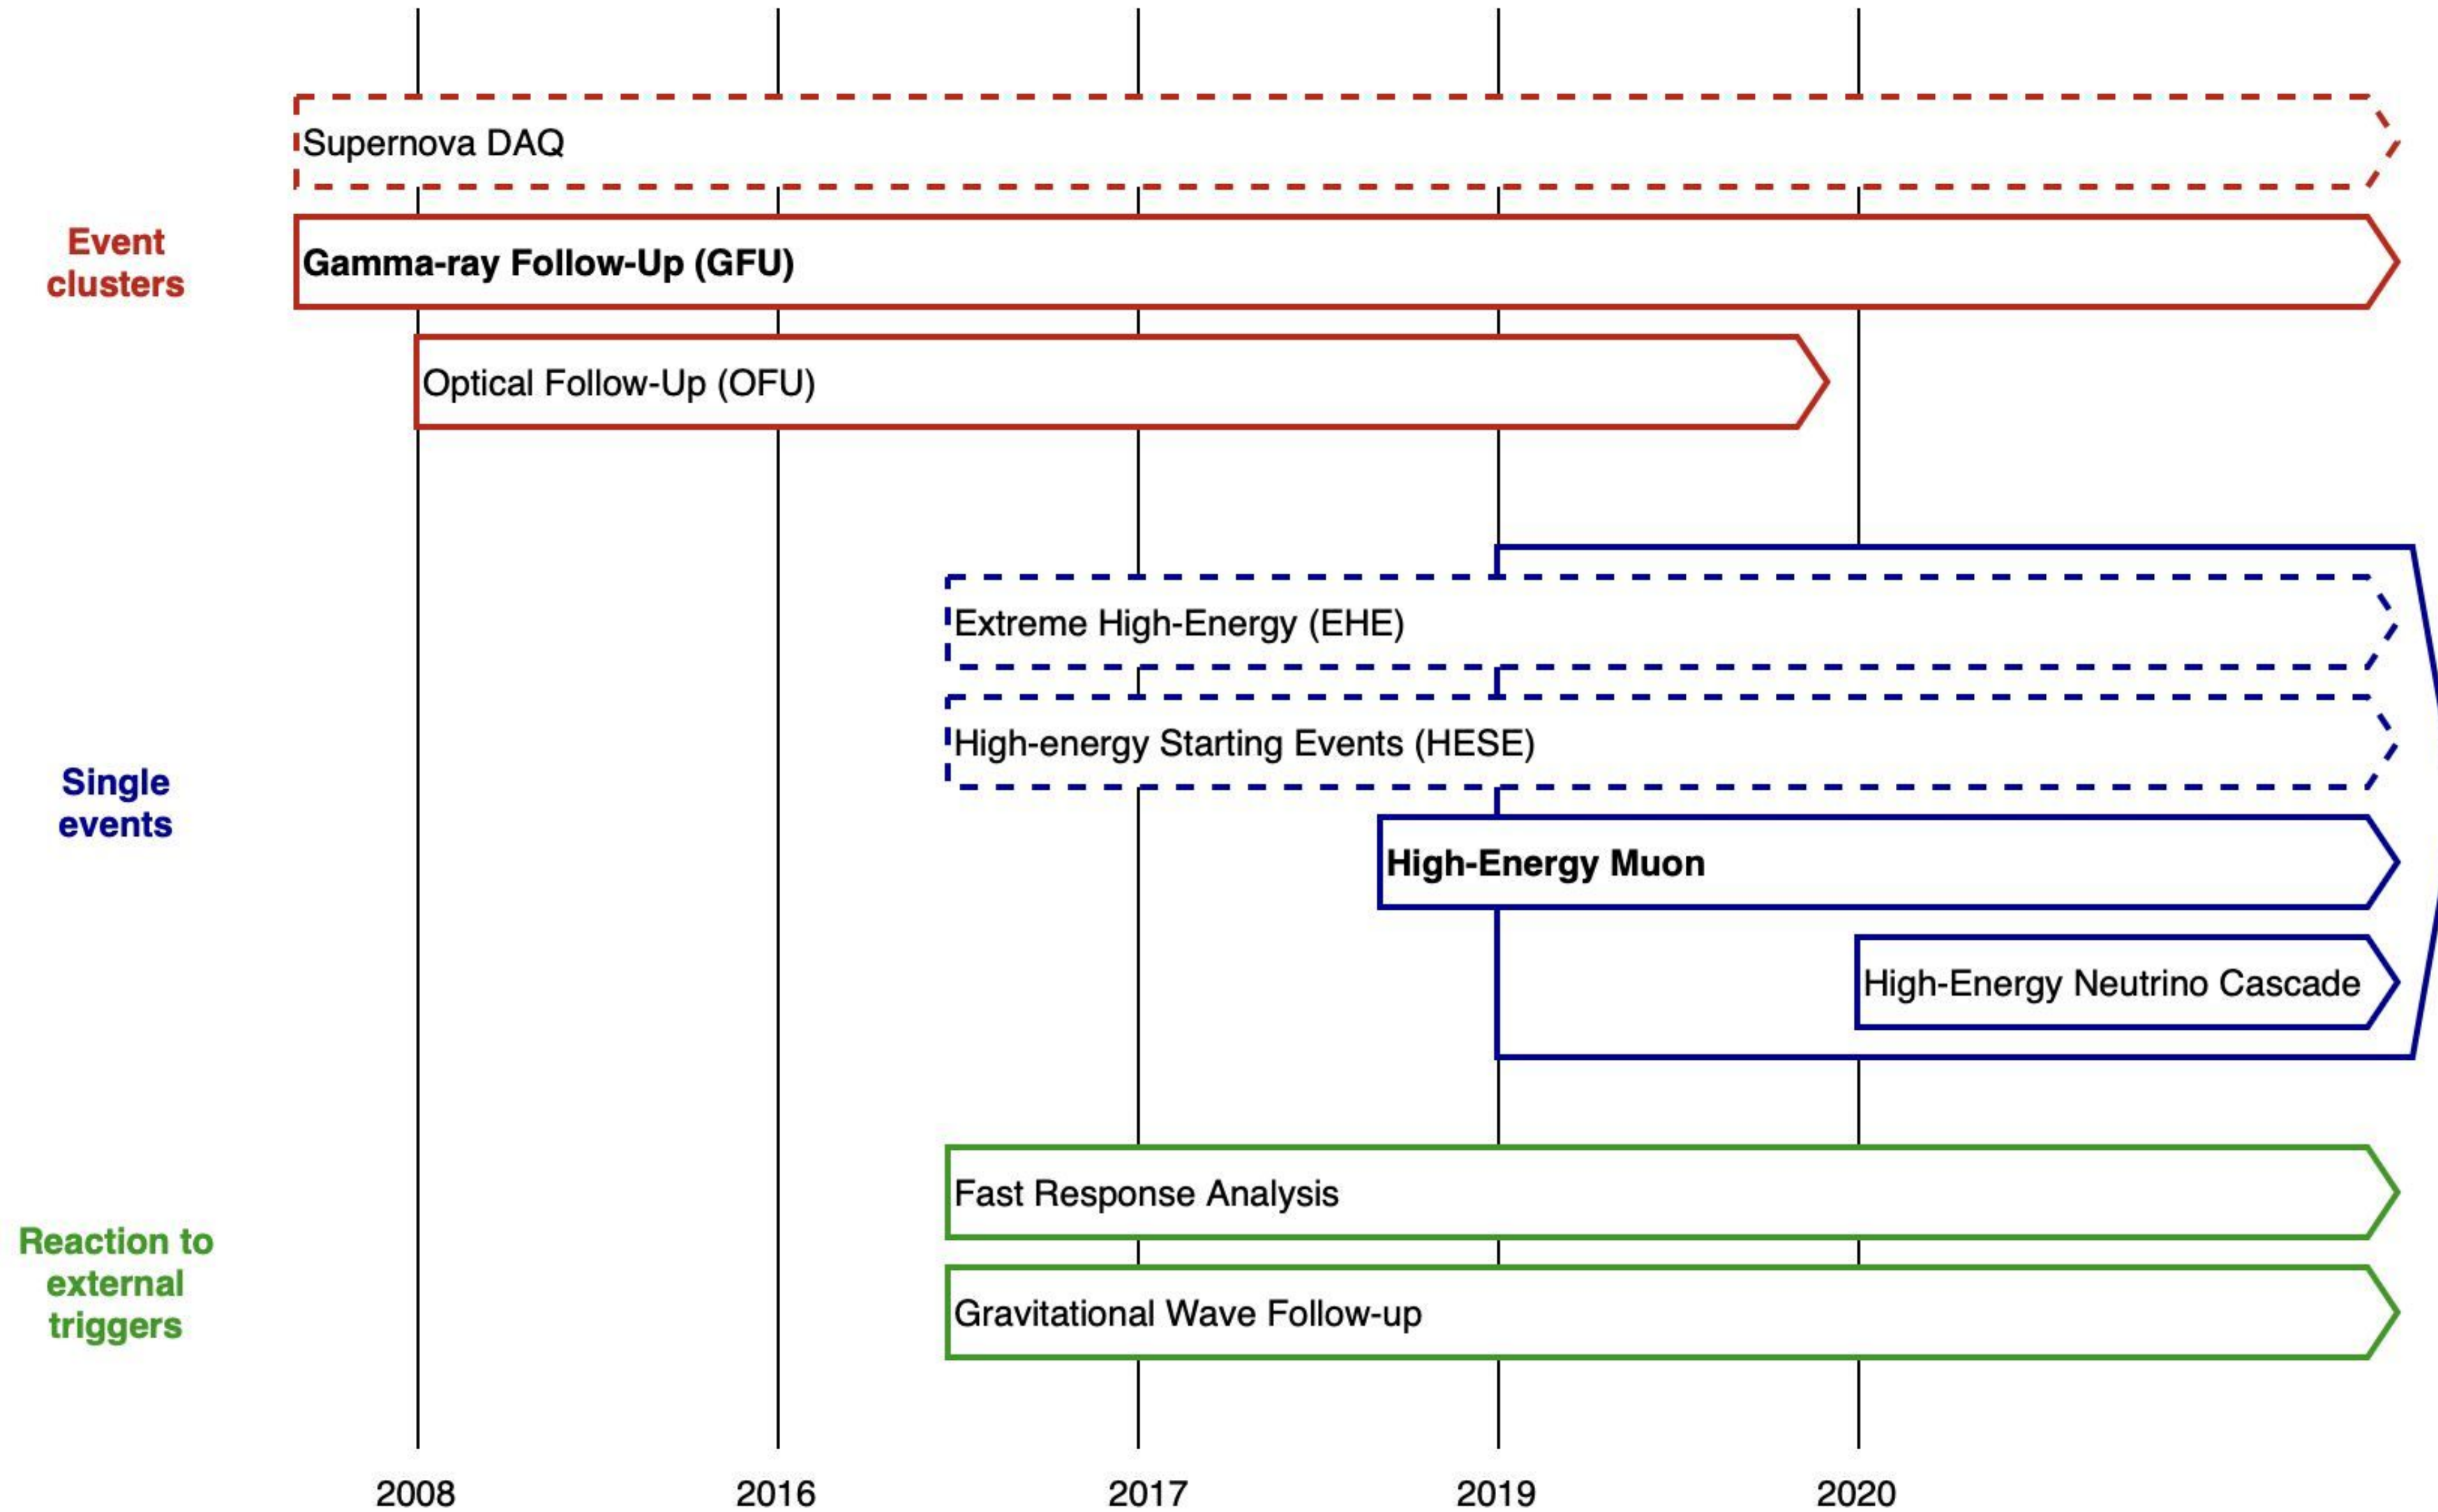 Supernova DAQ
Event
clusters
Gamma-ray Follow-Up (GFU)
Optical Follow-Up (OFU)
Extreme High-Energy (EHE)
High-energy Starting Events (HESE)
Single
events
High-Energy Muon
High-Energy Neutrino Cascade
Fast Response Analysis
Reaction to
external
triggers
Gravitational Wave Follow-up
2008
2016
2017
2019
2020